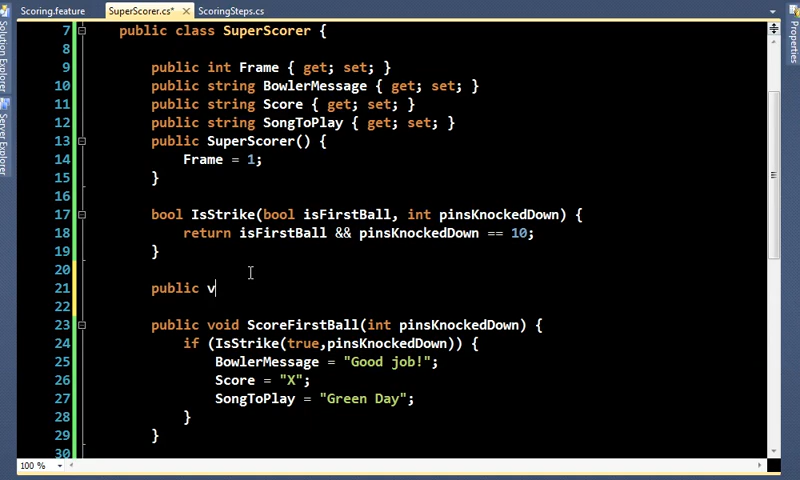 Scoring.feature SuperScorer.cs* ScoringSteps.cs
Solution Explorer
Server Explorer
Properties
7 public class SuperScorer {
8
9 public int Frame { get; set; }
10 public string BowlerMessage { get; set; }
11 public string Score { get; set; }
12 public string SongToPlay { get; set; }
13 public SuperScorer() {
14 Frame = 1;
15 }
16
17 bool IsStrike(bool isFirstBall, int pinsKnockedDown) {
18 return isFirstBall && pinsKnockedDown == 10;
19 }
20
21 public v
22
23 public void ScoreFirstBall(int pinsKnockedDown) {
24 if (IsStrike(true,pinsKnockedDown)) {
25 BowlerMessage = "Good job!";
26 Score = "X";
27 SongToPlay = "Green Day";
28 }
29 }
30
100 %